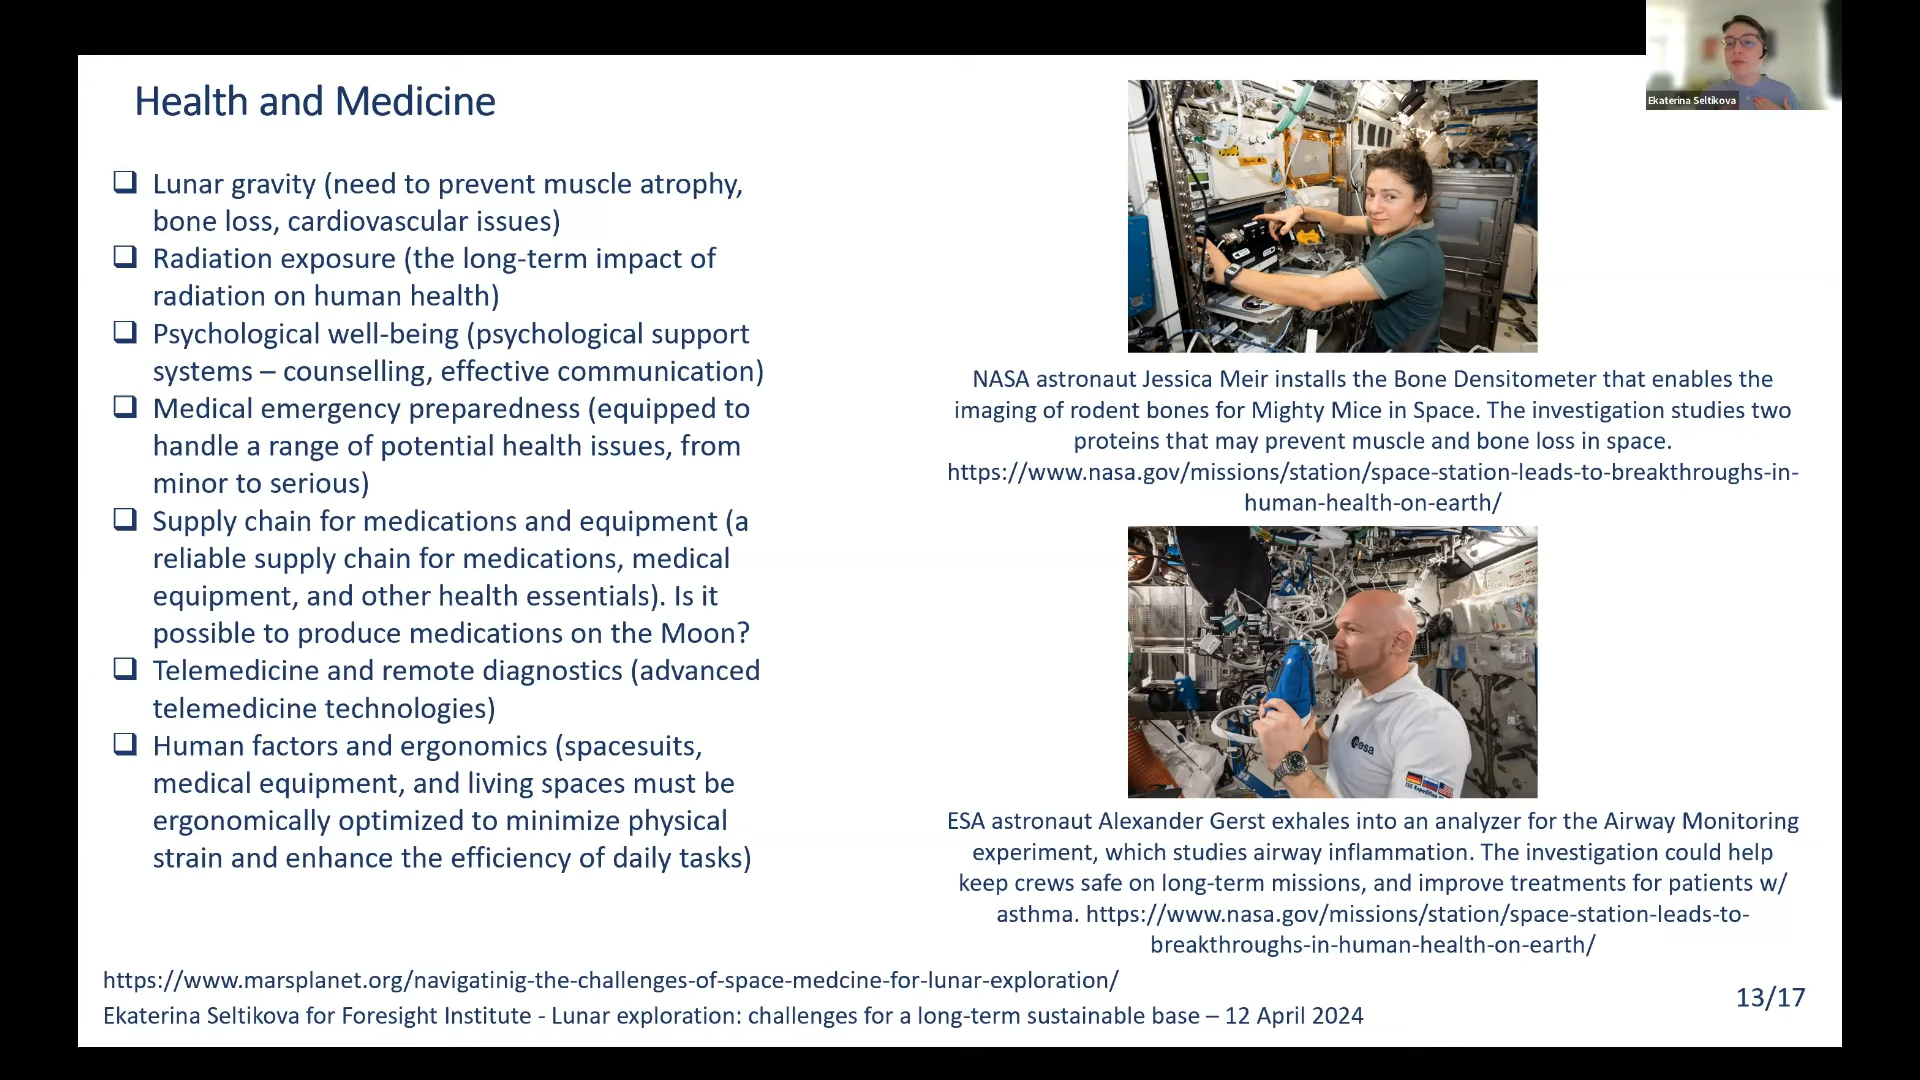 Ekaterina Seltikova
Health and Medicine
Lunar gravity (need to prevent muscle atrophy,
bone loss, cardiovascular issues)
Radiation exposure (the long-term impact of
radiation on human health)
Psychological well-being (psychological support
systems – counselling, effective communication)
Medical emergency preparedness (equipped to
handle a range of potential health issues, from
minor to serious)
Supply chain for medications and equipment (a
reliable supply chain for medications, medical
equipment, and other health essentials). Is it
possible to produce medications on the Moon?
Telemedicine and remote diagnostics (advanced
telemedicine technologies)
Human factors and ergonomics (spacesuits,
medical equipment, and living spaces must be
ergonomically optimized to minimize physical
strain and enhance the efficiency of daily tasks)
NASA astronaut Jessica Meir installs the Bone Densitometer that enables the
imaging of rodent bones for Mighty Mice in Space. The investigation studies two
proteins that may prevent muscle and bone loss in space.
https://www.nasa.gov/missions/station/space-station-leads-to-breakthroughs-in-
human-health-on-earth/
esa
ESA astronaut Alexander Gerst exhales into an analyzer for the Airway Monitoring
experiment, which studies airway inflammation. The investigation could help
keep crews safe on long-term missions, and improve treatments for patients w/
asthma. https://www.nasa.gov/missions/station/space-station-leads-to-
breakthroughs-in-human-health-on-earth/
https://www.marsplanet.org/navigatinig-the-challenges-of-space-medcine-for-lunar-exploration/
Ekaterina Seltikova for Foresight Institute - Lunar exploration: challenges for a long-term sustainable base – 12 April 2024
13/17